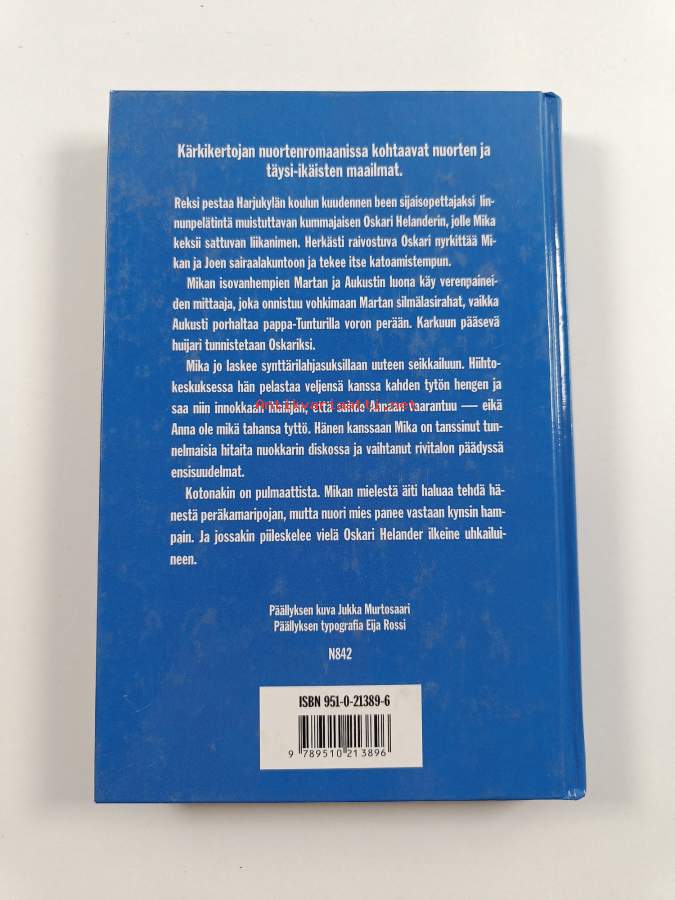 Kärkikertojan nuortenromaanissa kohtaavat nuorten ja
täysi-ikäisten maailmat.
Reksi pestaa Harjukylän koulun kuudennen been sijaisopettajaksi lin-
nunpelätintä muistuttavan kummajaisen Oskari Helanderin, jolle Mika
keksii sattuvan liikanimen. Herkästi raivostuva Oskari nyrkittää Mi-
kan ja Joen sairaalakuntoon ja tekee itse katoamistempun.
Mikan isovanhempien Martan ja Aukustin luona käy verenpainei-
den mittaaja, joka onnistuu vohkimaan Martan silmälasirahat, vaikka
Aukusti porhaltaa pappa-Tunturilla voron perään. Karkuun pääsevä
huijari tunnistetaan Oskariksi.
Mika jo laskee synttärilahjasuksillaan uuteen seikkailuun. Hiihto-
keskuksessa hän pelastaa veljensä kanssa kahden tytön hengen ja
saa niin innokkaan että suhde Annaan vaarantuu — eikä
Anna ole mikä tahansa tyttö. Hänen kanssaan Mika on tanssinut tun-
nelmaisia hitaita nuokkarin diskossa ja vaihtanut rivitalon päädyssä
ensisuudelmat.
Kotonakin on pulmaattista. Mikan mielestä äiti haluaa tehdä hä-
nestä peräkamaripojan, mutta nuori mies panee vastaan kynsin ham-
pain. Ja jossakin piileskelee vielä Oskari Helander ilkeine uhkailui-
neen.
Päällyksen kuva Jukka Murtosaari
Päällyksen typografia Eija Rossi
N842
ISBN 951-0-21389-6
9 789510 213896